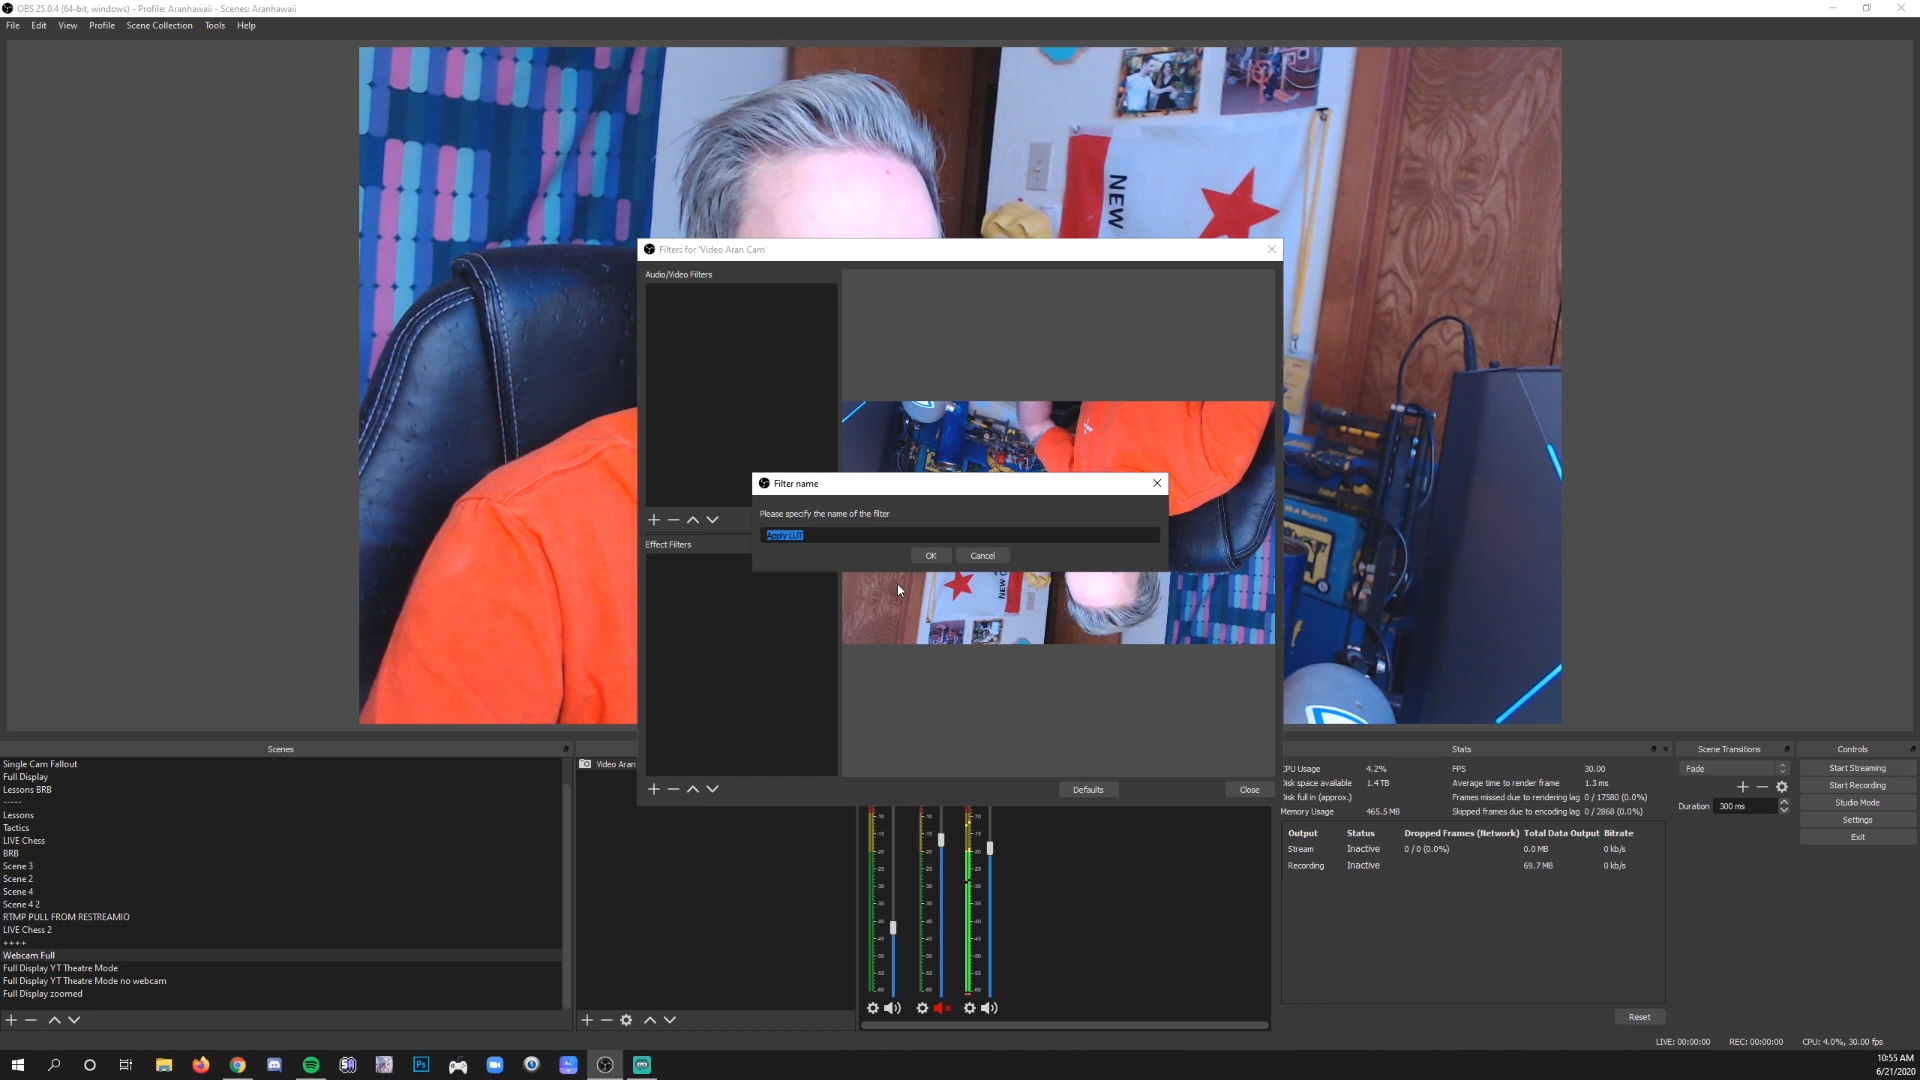 OBS 25.0.4 (64-bit, windows) - Profile: Aranhawaii - Scenes: Aranhawaii
File Edit View Profile Scene Collection Tools Help
NEW
Filters for 'Video Aran Cam'
Audio/Video Filters
Filter name
Please specify the name of the filter
Apply LUT
OK Cancel
Effect Filters
NEW
Defaults Close
Scenes
Single Cam Fallout
Full Display
Lessons BRB
-----
Lessons
Tactics
LIVE Chess
BRB
Scene 3
Scene 2
Scene 4
Scene 4 2
RTMP PULL FROM RESTREAMIO
LIVE Chess 2
++++
Webcam Full
Full Display YT Theatre Mode
Full Display YT Theatre Mode no webcam
Full Display zoomed
Video Aran
Stats
CPU Usage 4.2% FPS 30.00
Disk space available 1.4 TB Average time to render frame 1.3 ms
Disk full in (approx.) Frames missed due to rendering lag 0 / 17580 (0.0%)
Memory Usage 465.5 MB Skipped frames due to encoding lag 0 / 2868 (0.0%)
Output Status Dropped Frames (Network) Total Data Output Bitrate
Stream Inactive 0 / 0 (0.0%) 0.0 MB 0 kb/s
Recording Inactive 69.7 MB 0 kb/s
Reset
Scene Transitions
Fade
Duration 300 ms
Controls
Start Streaming
Start Recording
Studio Mode
Settings
Exit
LIVE: 00:00:00 REC: 00:00:00 CPU: 4.0%, 30.00 fps
Ps
10:55 AM
6/21/2020